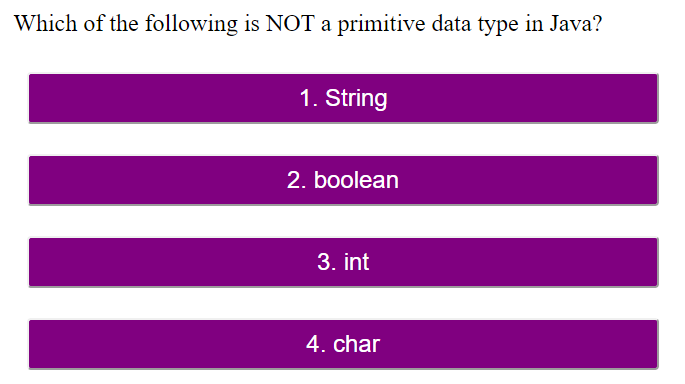 Which of the following is NOT a primitive data type in Java?
1. String
2. boolean
3. int
4. char